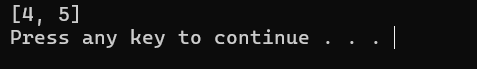 [4, 5]
Press any key to continue . . .